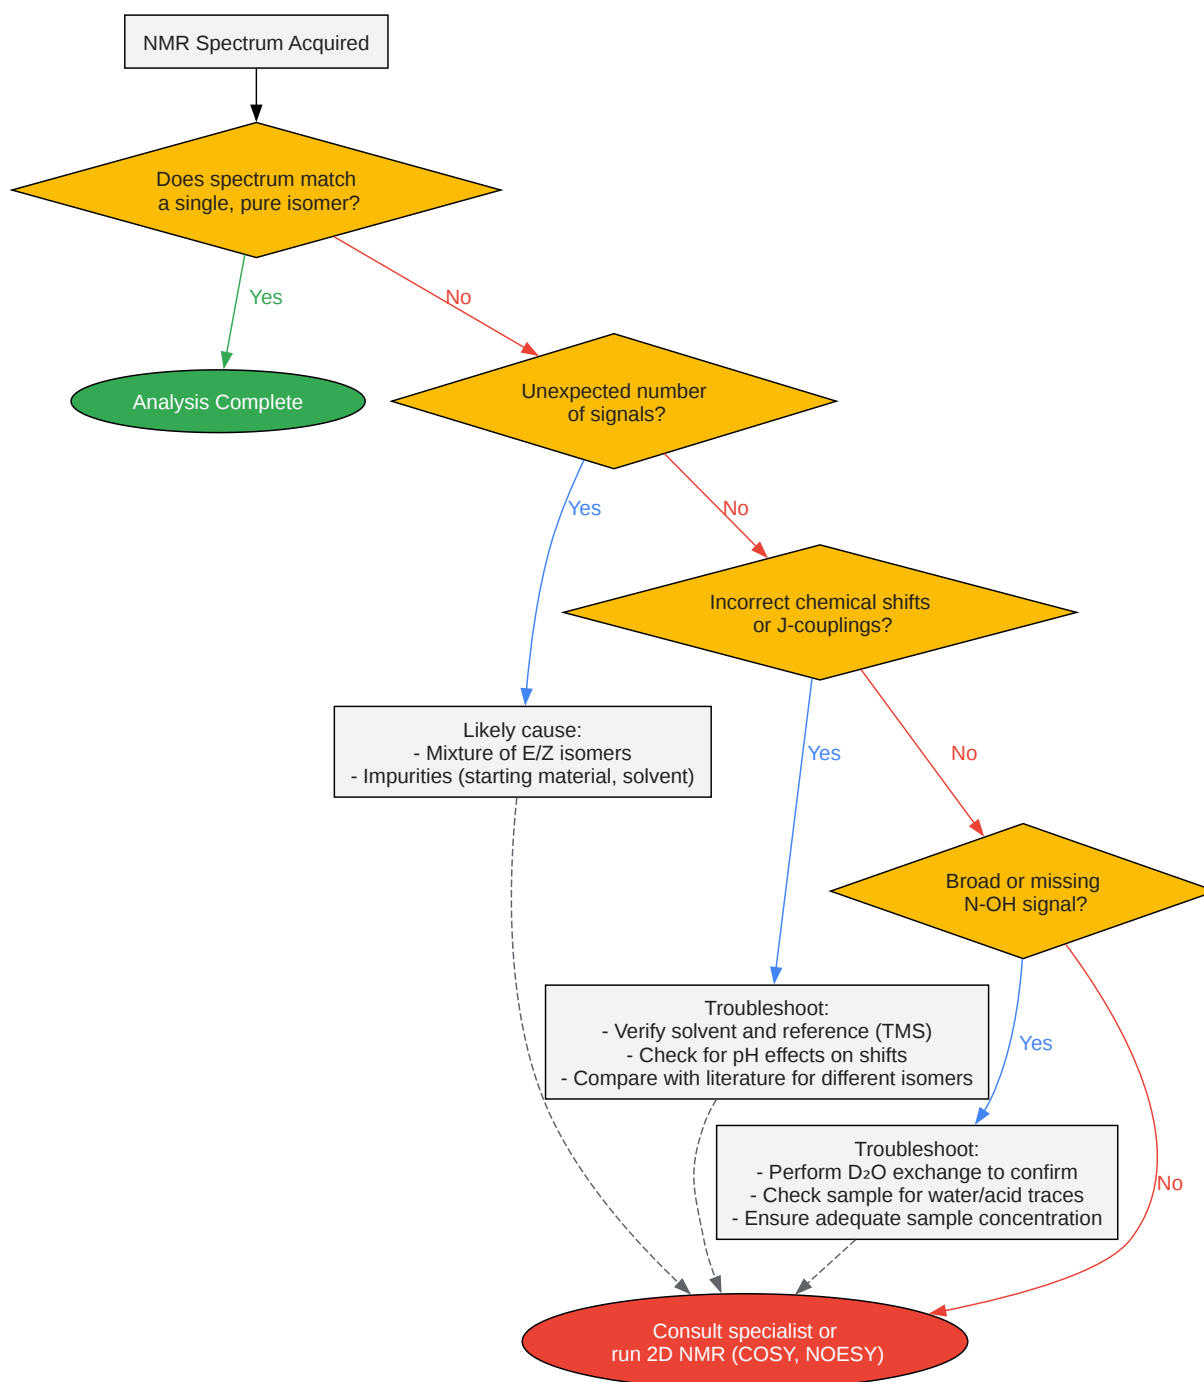 NMR Spectrum Acquired
Does spectrum match
a single, pure isomer?
Yes
No
Analysis Complete
Unexpected number
of signals?
Yes
No
Incorrect chemical shifts
or J-couplings?
Likely cause:
- Mixture of E/Z isomers
- Impurities (starting material, solvent)
Yes
No
Broad or missing
N-OH signal?
Troubleshoot:
- Verify solvent and reference (TMS)
- Check for pH effects on shifts
- Compare with literature for different isomers
Yes
No
Troubleshoot:
- Perform D₂O exchange to confirm
- Check sample for water/acid traces
- Ensure adequate sample concentration
Consult specialist or
run 2D NMR (COSY, NOESY)